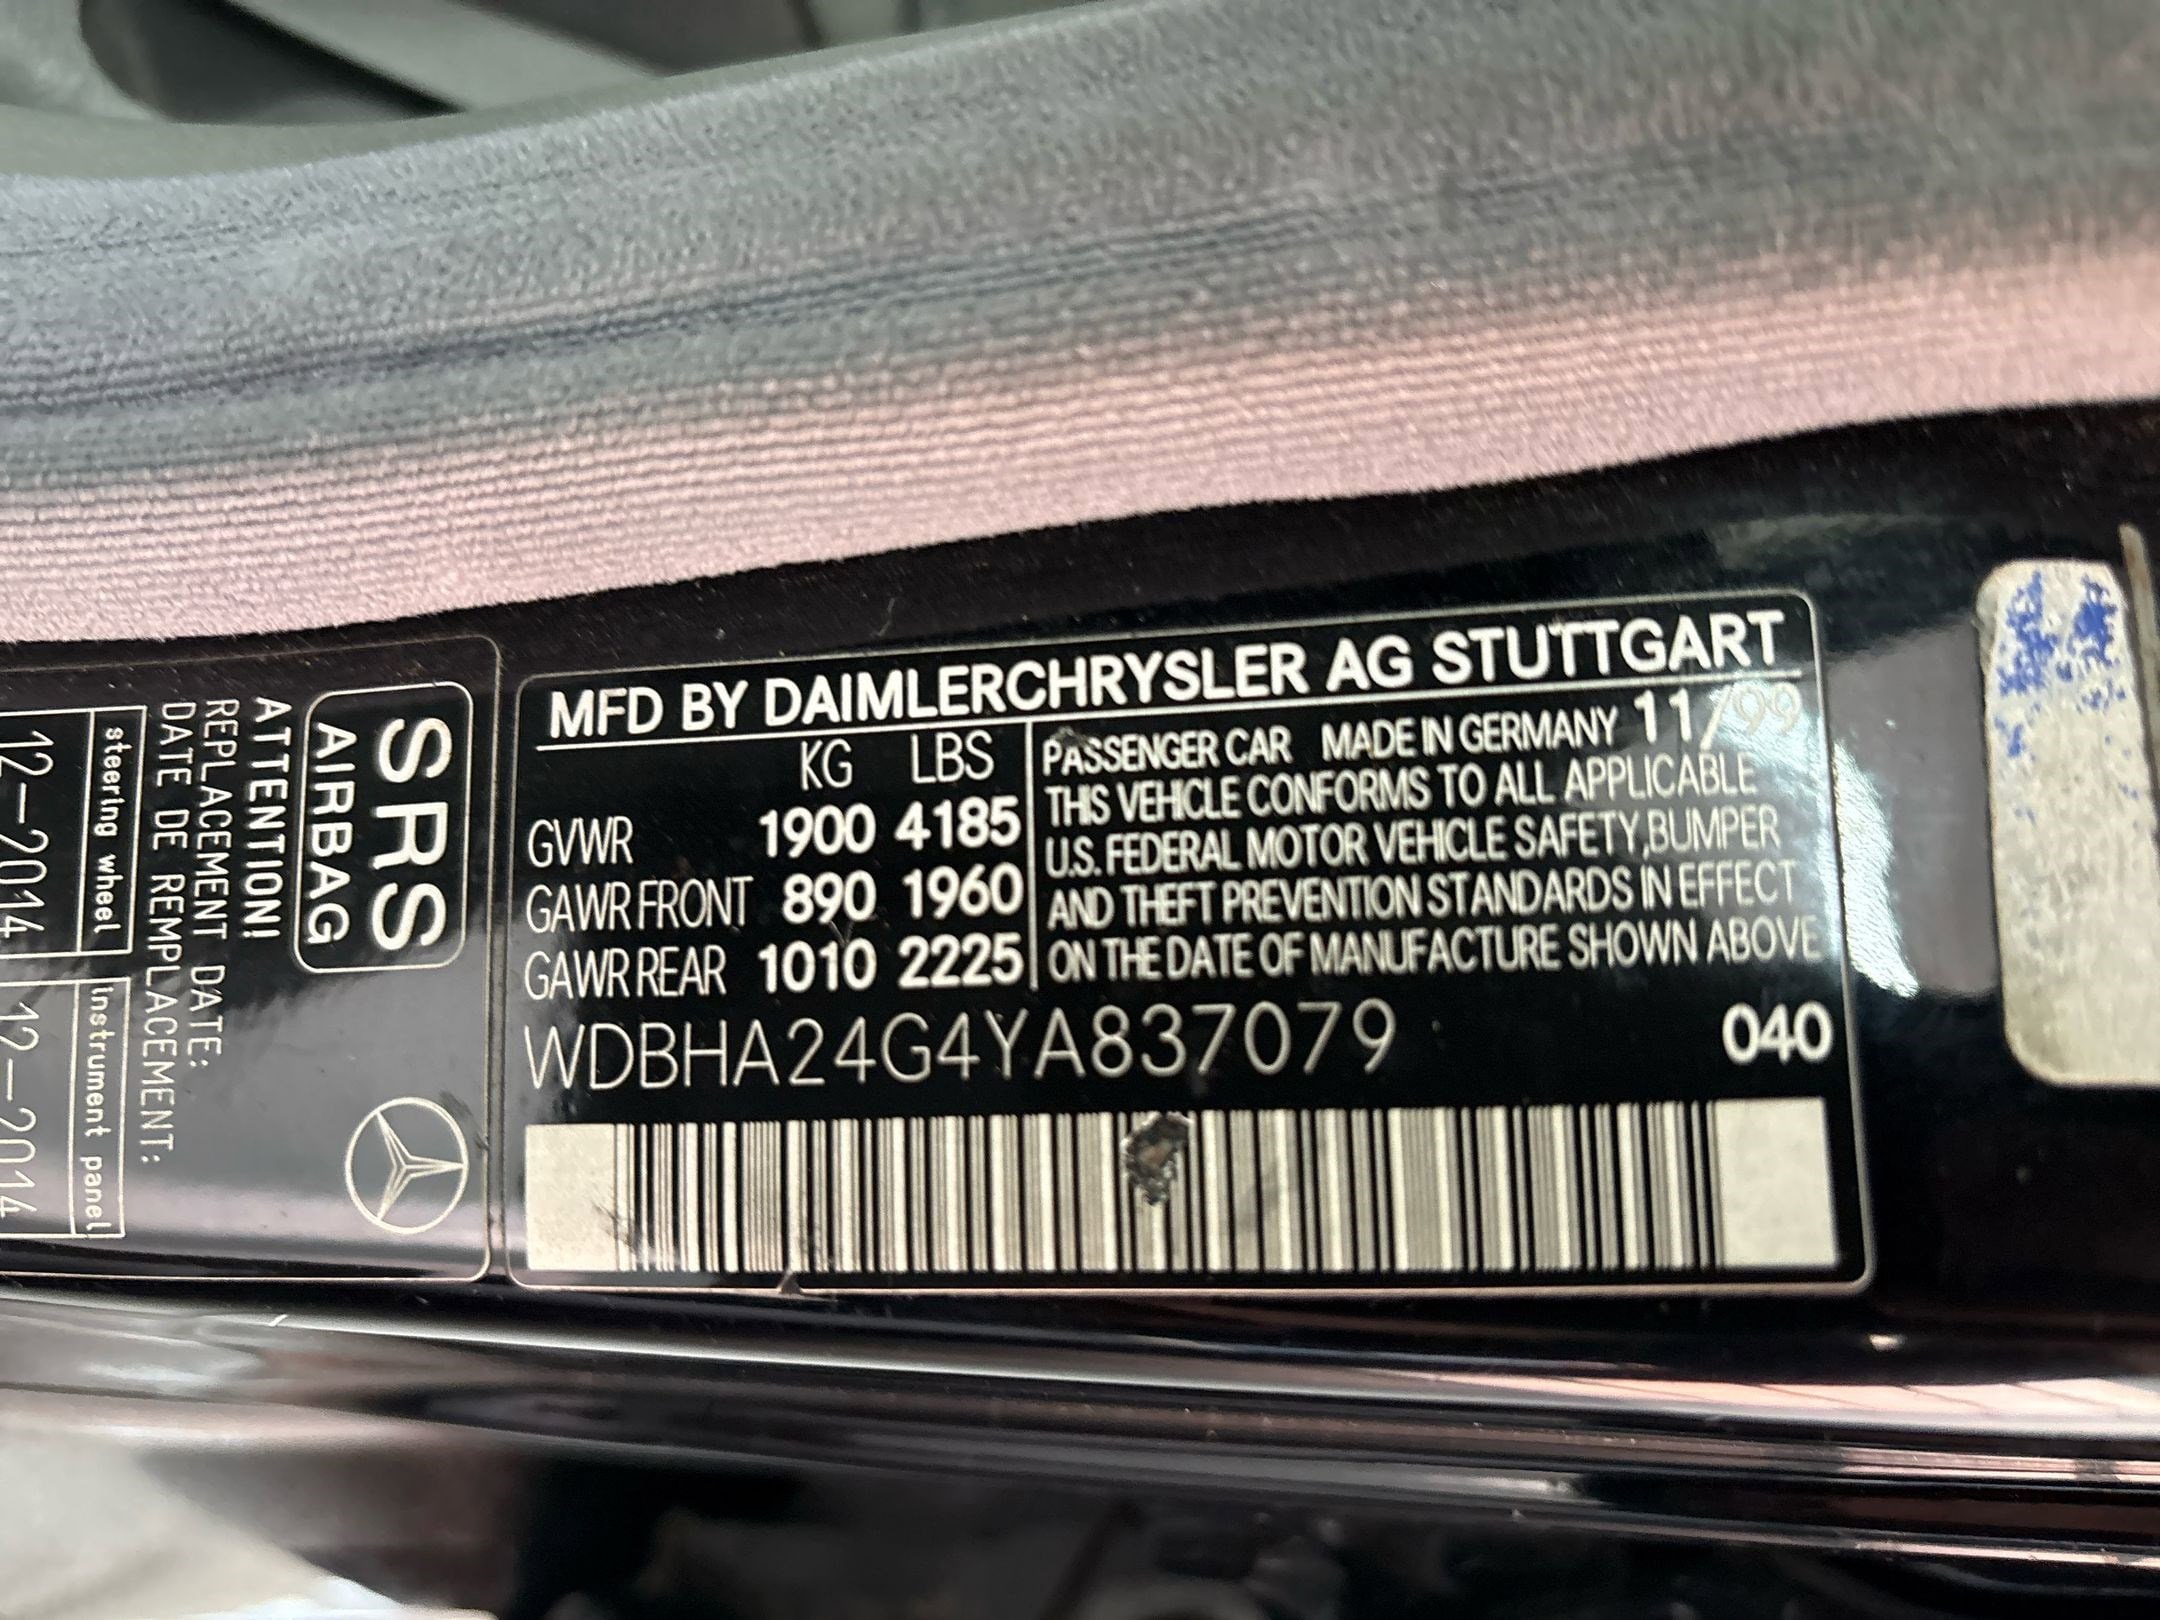 MFD BY DAIMLERCHRYSLER AG STUTTGART
KG LBS
GVWR 1900 4185
GAWR FRONT 890 1960
GAWR REAR 1010 2225
PASSENGER CAR MADE IN GERMANY 11/99
THIS VEHICLE CONFORMS TO ALL APPLICABLE
U.S. FEDERAL MOTOR VEHICLE SAFETY,BUMPER
AND THEFT PREVENTION STANDARDS IN EFFECT
ON THE DATE OF MANUFACTURE SHOWN ABOVE
WDBHA24G4YA837079 040
SRS
AIRBAG
ATTENTION!
REPLACEMENT DATE:
DATE DE REMPLACEMENT:
steering wheel instrument panel
12-2014 12-2014